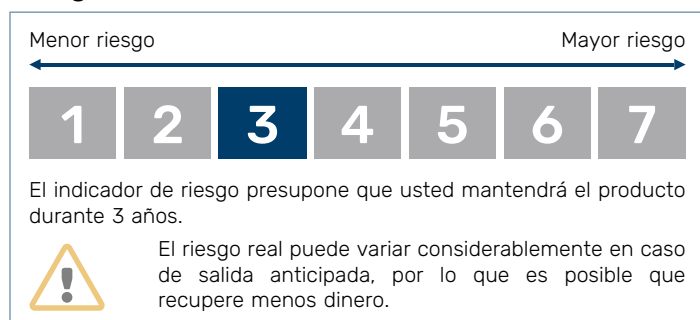 Menor riesgo Mayor riesgo
1 2 3 4 5 6 7
El indicador de riesgo presupone que usted mantendrá el producto
durante 3 años.
El riesgo real puede variar considerablemente en caso
de salida anticipada, por lo que es posible que
recupere menos dinero.